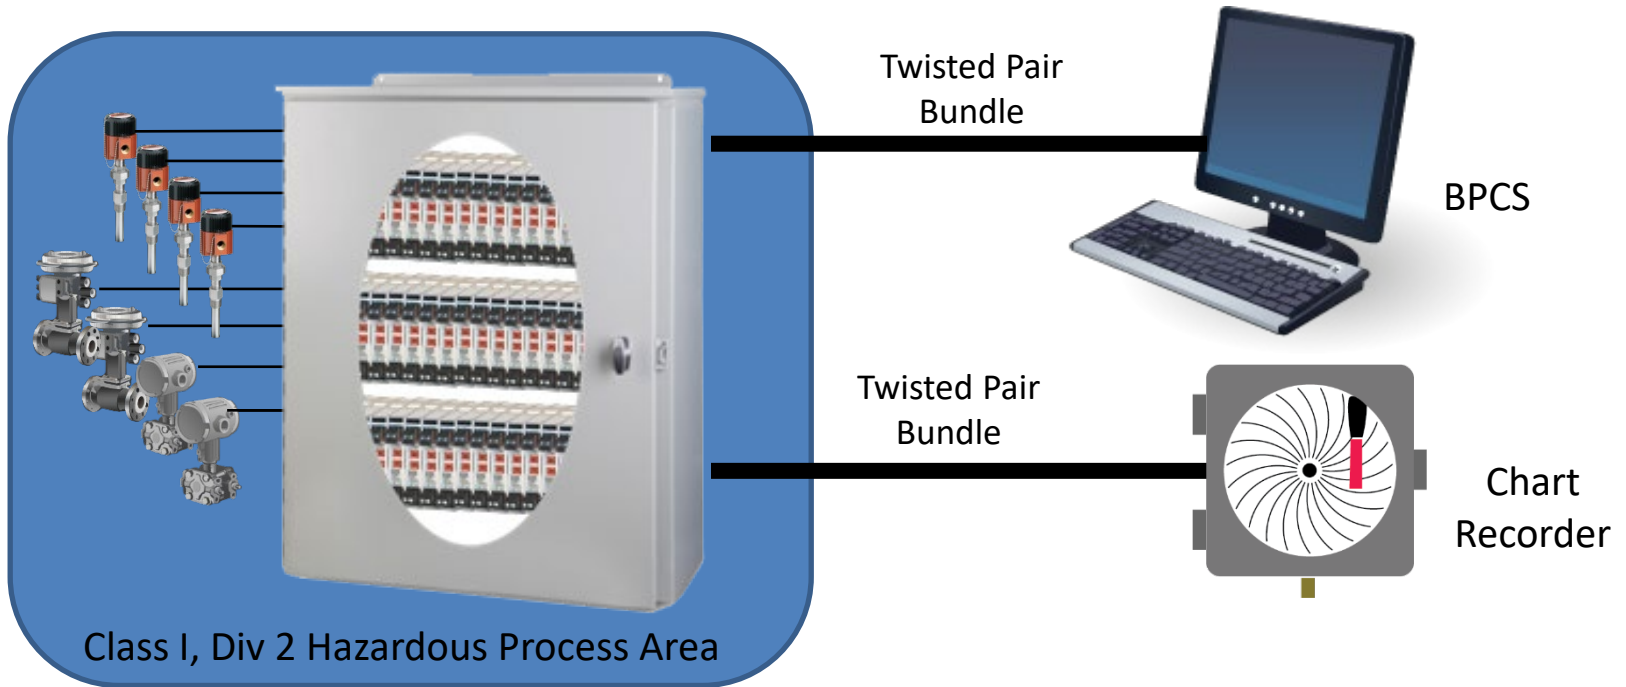 Twisted Pair
Bundle
BPCS
Twisted Pair
Bundle
Chart
Recorder
Class I, Div 2 Hazardous Process Area